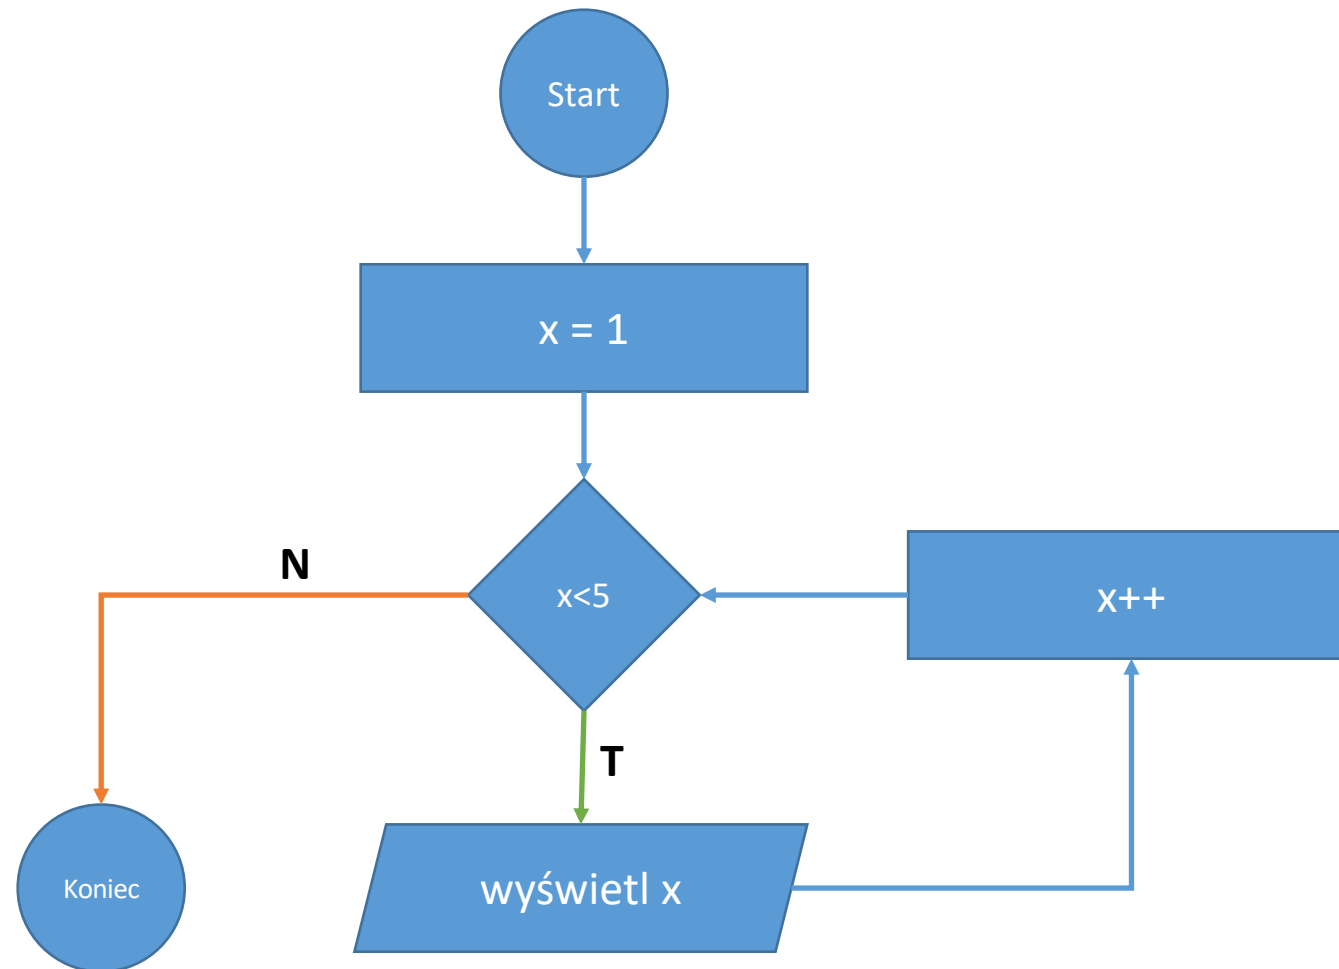 Start
x = 1
x<5
N
x++
T
wyświetl x
Koniec